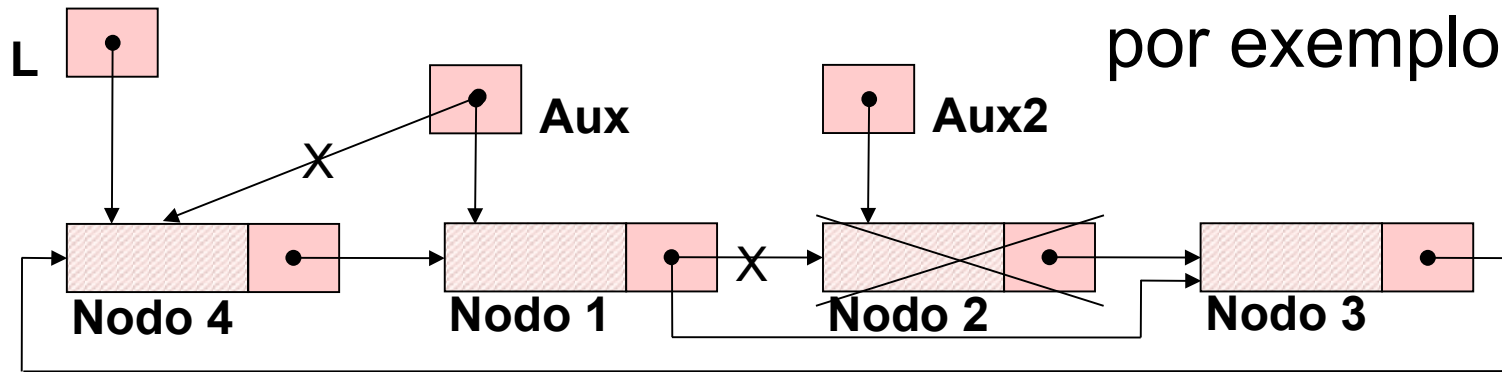 por exemplo
L
Aux
Aux2
X
X
Nodo 4
Nodo 1
Nodo 2
Nodo 3